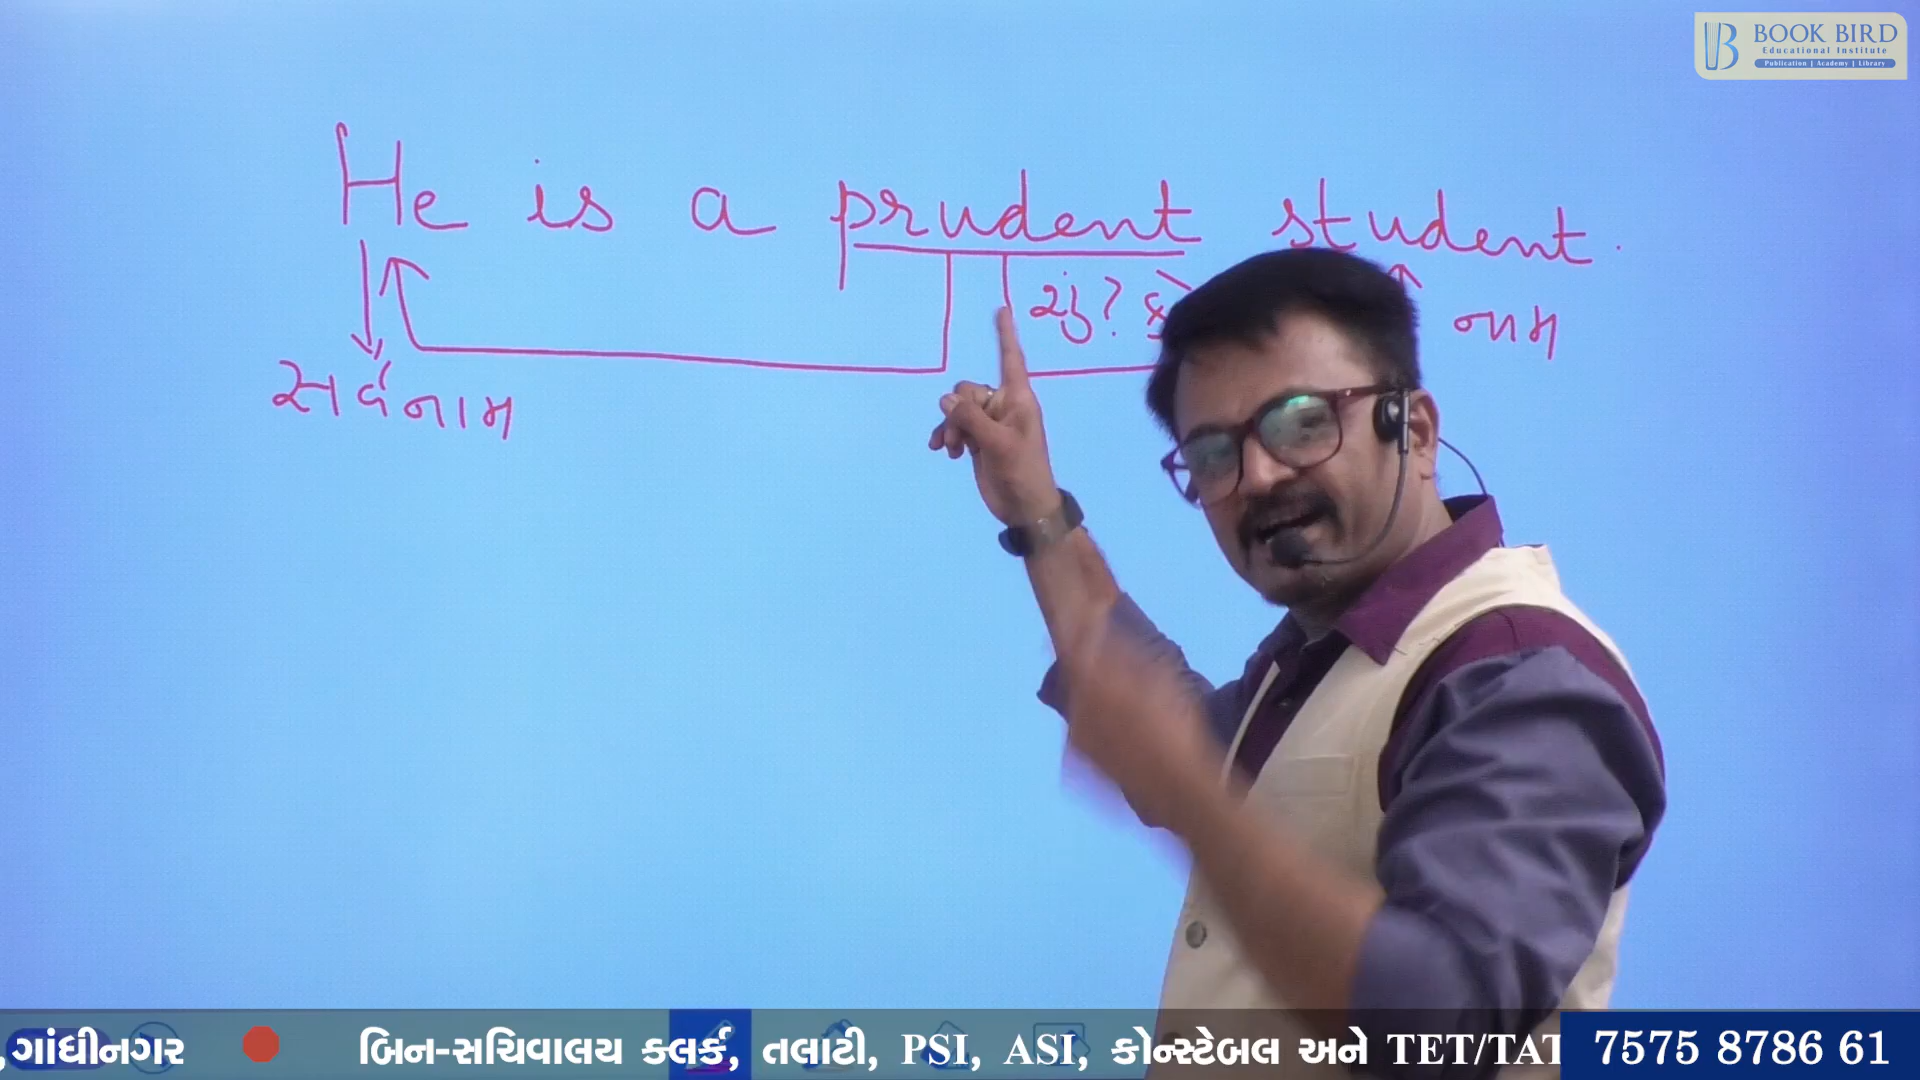 BOOK BIRD
Educational Institute
Publication | Academy | Library
He is a prudent student.
શું?
સર્વનામ
નામ
,ગાંધીનગર બિન-સચિવાલય ક્લર્ક, તલાટી, PSI, ASI, કોન્સ્ટેબલ અને TET/TAT 7575 8786 61